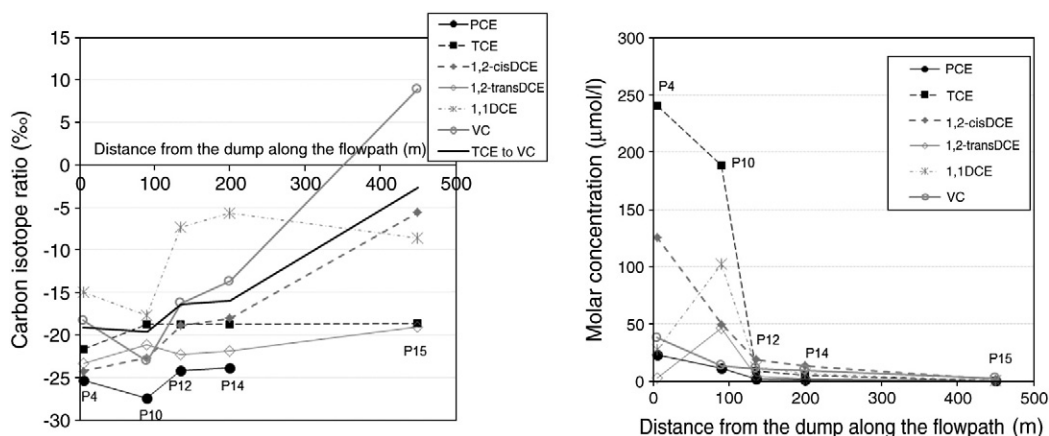 PCE
TCE
1,2-cisDCE
1,2-transDCE
1,1DCE
VC
TCE to VC
15
10
5
0
-5
-10
-15
-20
-25
-30
Carbon isotope ratio (‰)
Distance from the dump along the flowpath (m)
0 100 200 300 400 500
P4
P10
P12
P14
P15
300
250
200
150
100
50
0
Molar concentration (μmol/l)
PCE
TCE
1,2-cisDCE
1,2-transDCE
1,1DCE
VC
P4
P10
P12
P14
P15
0 100 200 300 400 500
Distance from the dump along the flowpath (m)